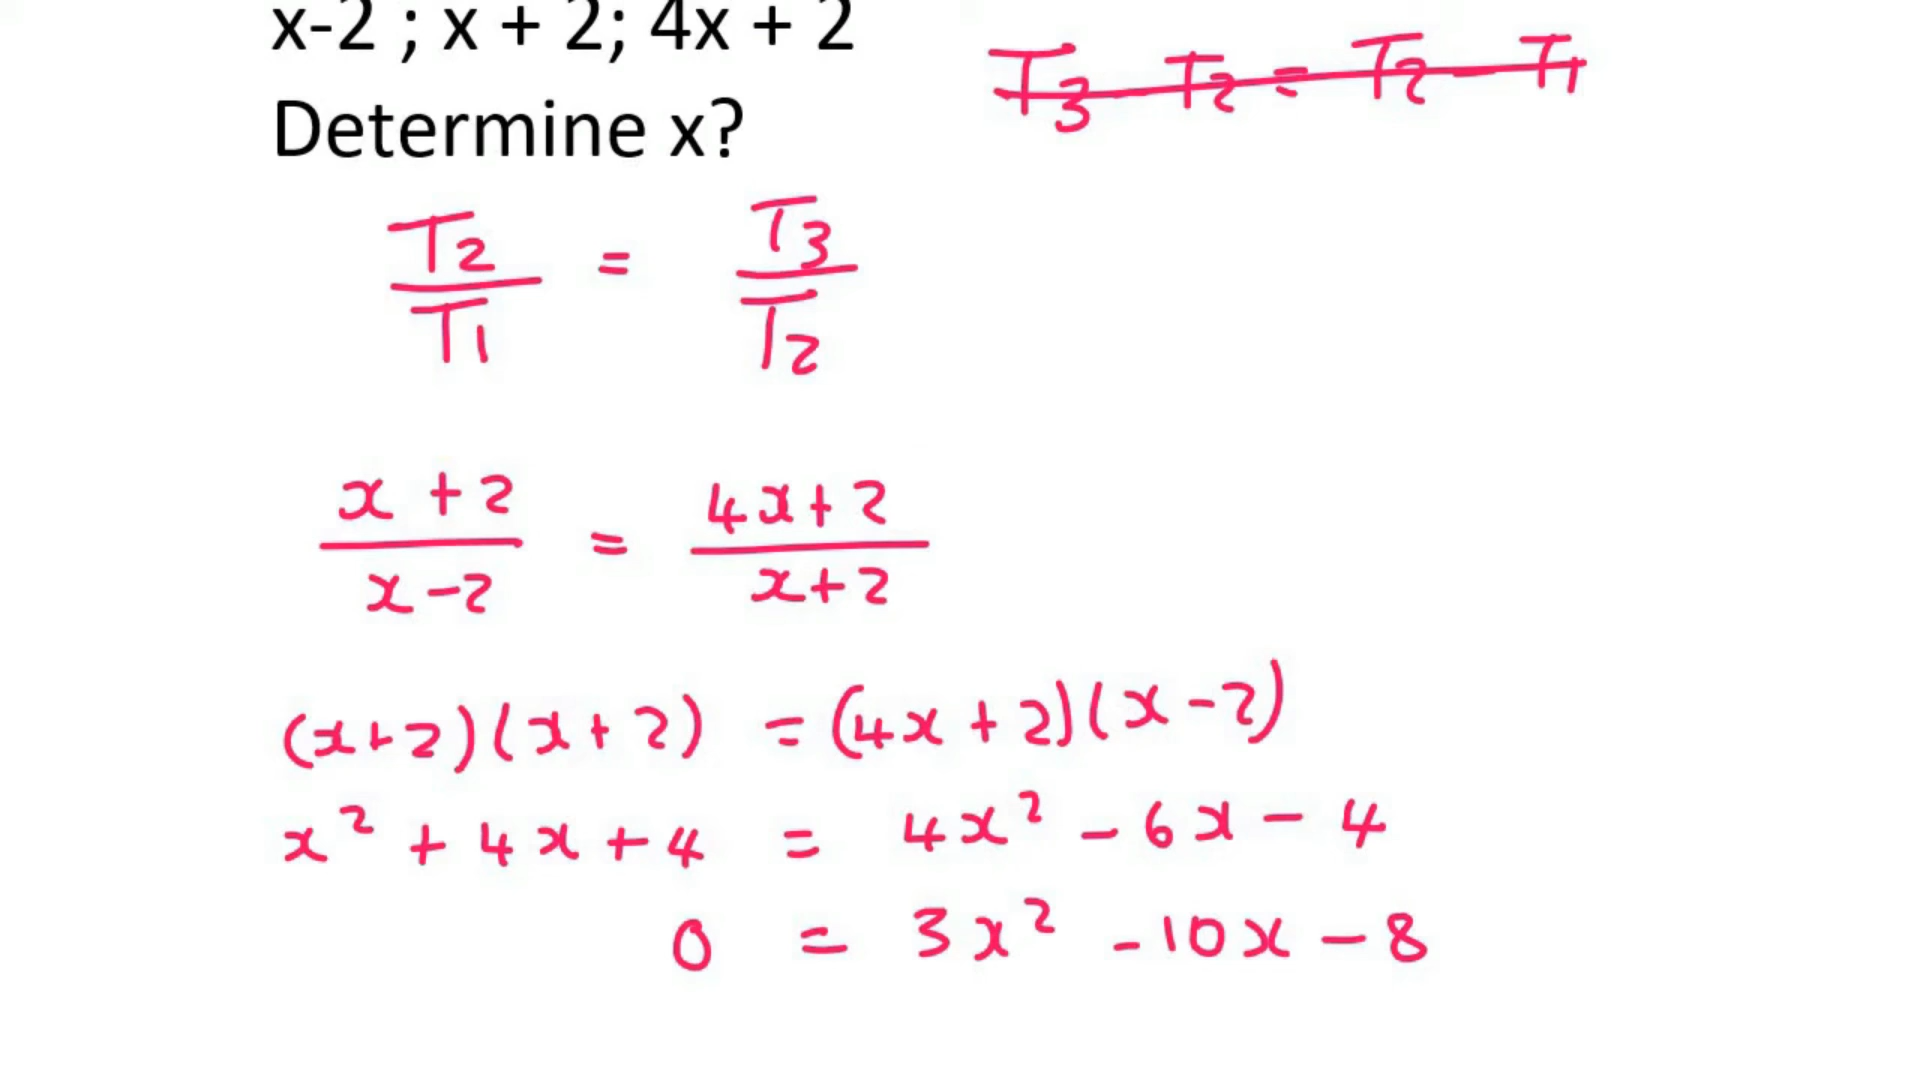 x-2 ; x + 2; 4x + 2
T₃ - T₂ = T₂ - T₁
Determine x?
T₂/T₁ = T₃/T₂
x + 2 / x - 2 = 4x + 2 / x + 2
(x+2)(x+2) = (4x + 2)(x - 2)
x² + 4x + 4 = 4x² - 6x - 4
0 = 3x² - 10x - 8